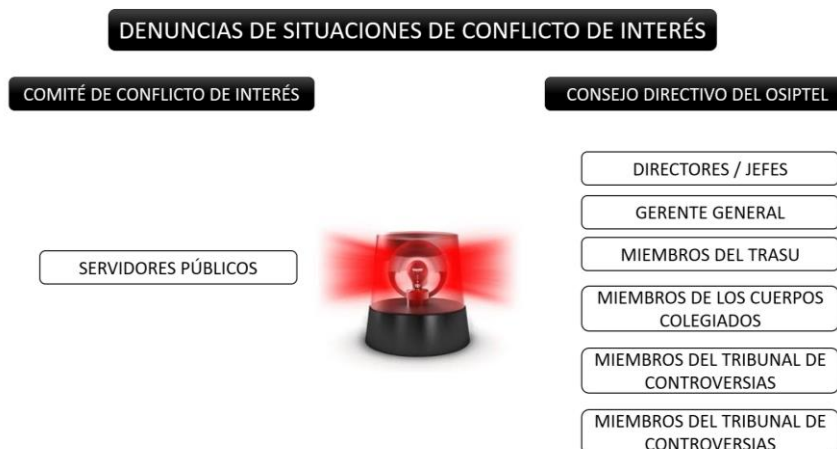 DENUNCIAS DE SITUACIONES DE CONFLICTO DE INTERÉS
COMITÉ DE CONFLICTO DE INTERÉS
SERVIDORES PÚBLICOS
CONSEJO DIRECTIVO DEL OSIPTEL
DIRECTORES / JEFES
GERENTE GENERAL
MIEMBROS DEL TRASU
MIEMBROS DE LOS CUERPOS
COLEGIADOS
MIEMBROS DEL TRIBUNAL DE
CONTROVERSIAS
MIEMBROS DEL TRIBUNAL DE
CONTROVERSIAS